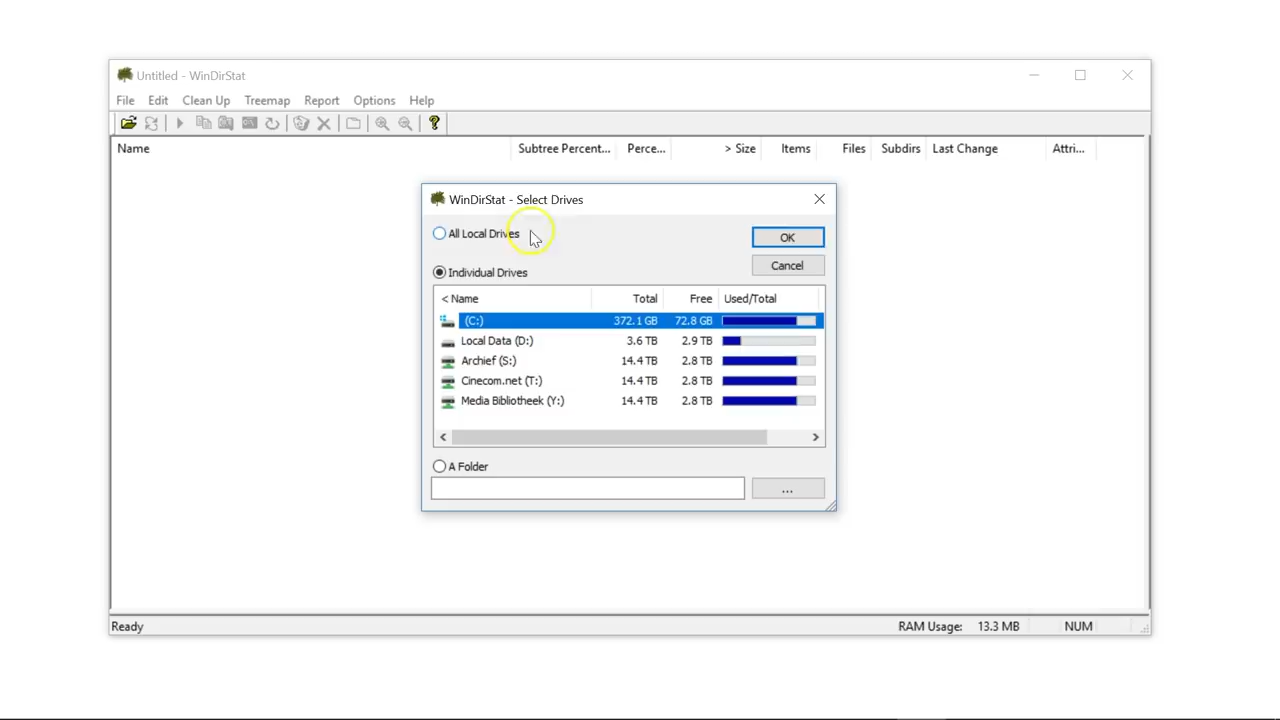 Untitled - WinDirStat
File Edit Clean Up Treemap Report Options Help
Name Subtree Percent... Perce... > Size Items Files Subdirs Last Change Attri...
WinDirStat - Select Drives
All Local Drives
OK
Cancel
Individual Drives
< Name Total Free Used/Total
(C:) 372.1 GB 72.8 GB
Local Data (D:) 3.6 TB 2.9 TB
Archief (S:) 14.4 TB 2.8 TB
Cinecom.net (T:) 14.4 TB 2.8 TB
Media Bibliotheek (Y:) 14.4 TB 2.8 TB
A Folder
...
Ready RAM Usage: 13.3 MB NUM